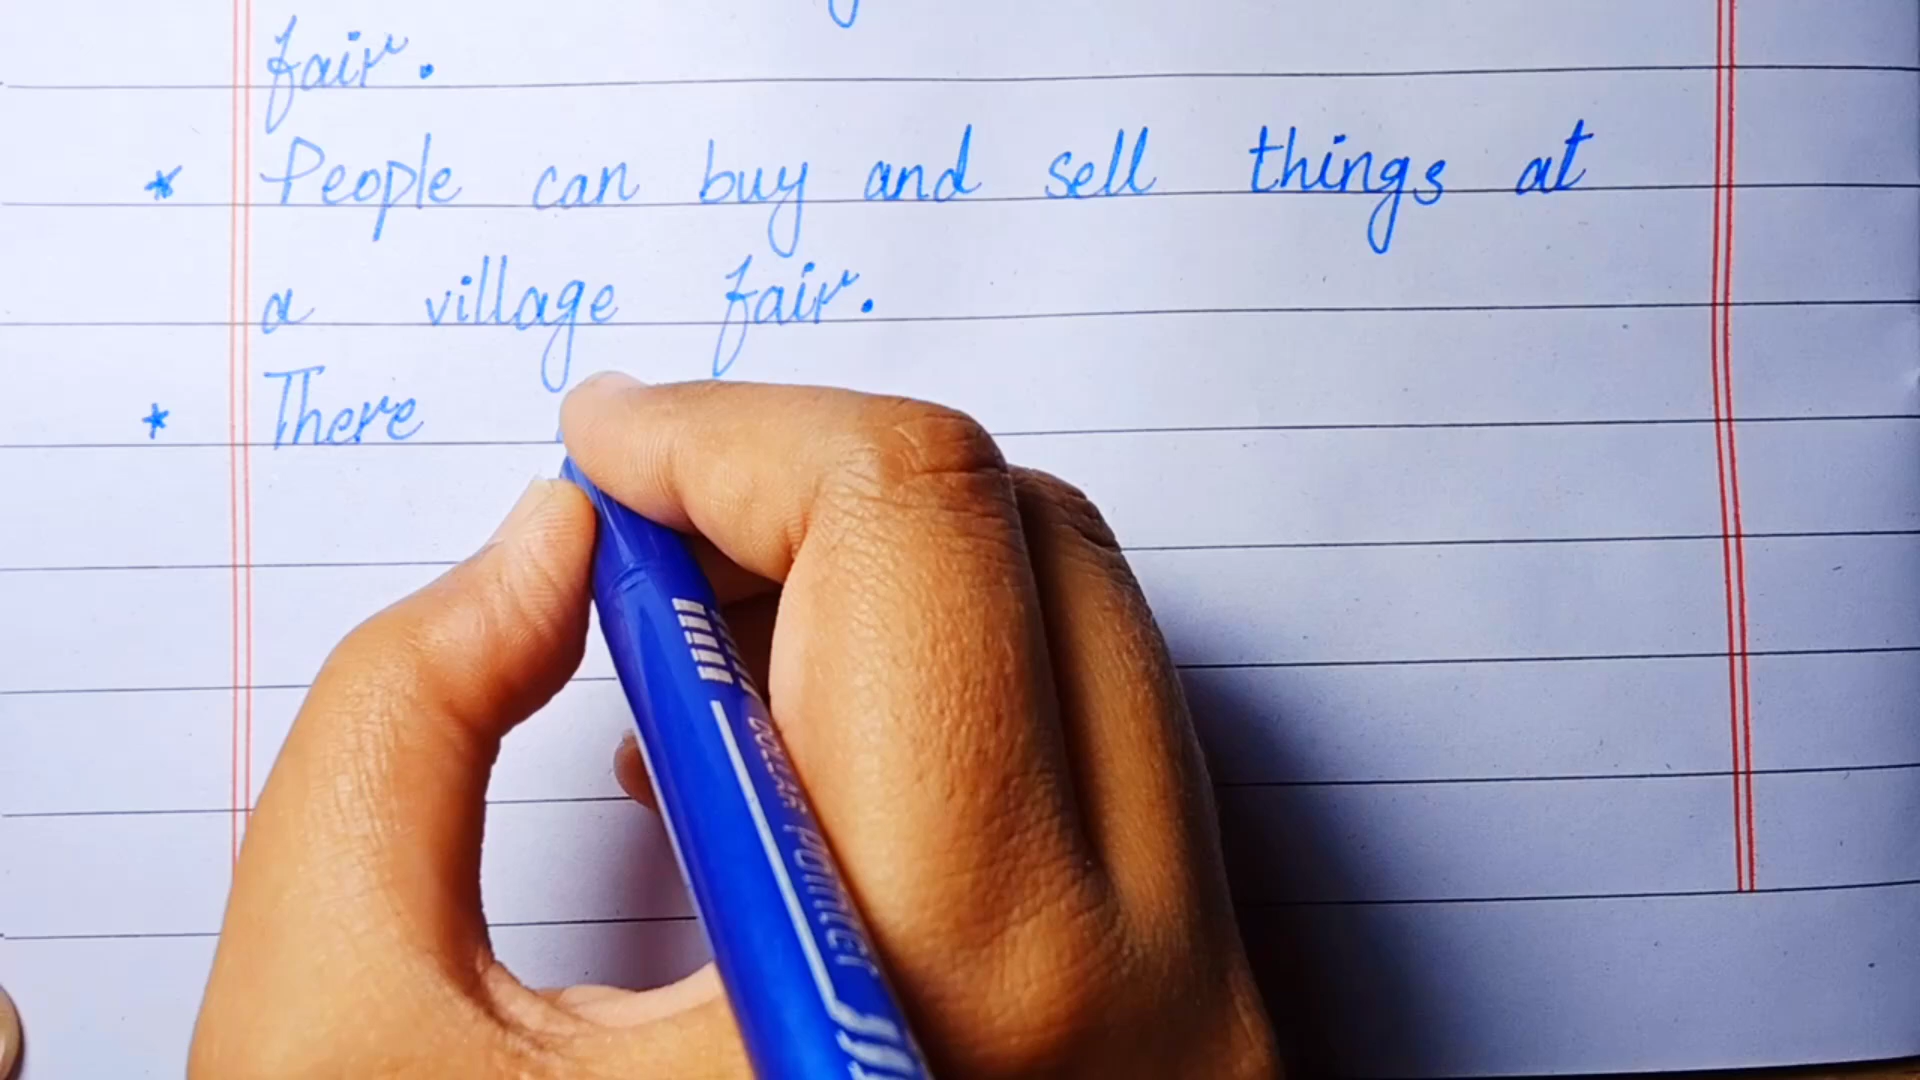 fair.
* People can buy and sell things at
a village fair.
* There